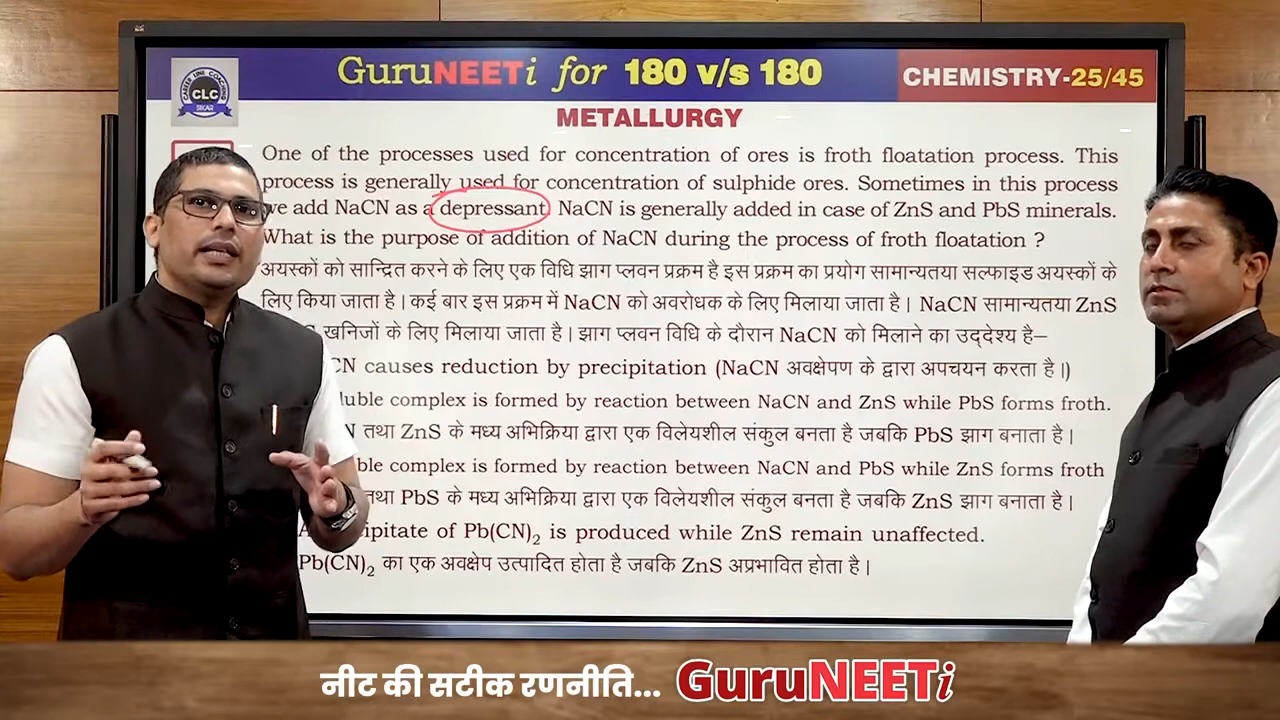 GuruNEETi for 180 v/s 180
CHEMISTRY-25/45
CAREER LINE COACHING
CLC
SIKAR
METALLURGY
One of the processes used for concentration of ores is froth floatation process. This
process is generally used for concentration of sulphide ores. Sometimes in this process
we add NaCN as a depressant NaCN is generally added in case of ZnS and PbS minerals.
What is the purpose of addition of NaCN during the process of froth floatation ?
अयस्कों को सान्द्रित करने के लिए एक विधि झाग प्लवन प्रक्रम है इस प्रक्रम का प्रयोग सामान्यतया सल्फाइड अयस्कों के
लिए किया जाता है। कई बार इस प्रक्रम में NaCN को अवरोधक के लिए मिलाया जाता है। NaCN सामान्यतया ZnS
खनिजों के लिए मिलाया जाता है। झाग प्लवन विधि के दौरान NaCN को मिलाने का उद्देश्य है–
CN causes reduction by precipitation (NaCN अवक्षेपण के द्वारा अपचयन करता है।)
luble complex is formed by reaction between NaCN and ZnS while PbS forms froth.
N तथा ZnS के मध्य अभिक्रिया द्वारा एक विलेयशील संकुल बनता है जबकि PbS झाग बनाता है।
ble complex is formed by reaction between NaCN and PbS while ZnS forms froth
तथा PbS के मध्य अभिक्रिया द्वारा एक विलेयशील संकुल बनता है जबकि ZnS झाग बनाता है।
A ipitate of Pb(CN)₂ is produced while ZnS remain unaffected.
Pb(CN)₂ का एक अवक्षेप उत्पादित होता है जबकि ZnS अप्रभावित होता है।
नीट की सटीक रणनीति... GuruNEETi